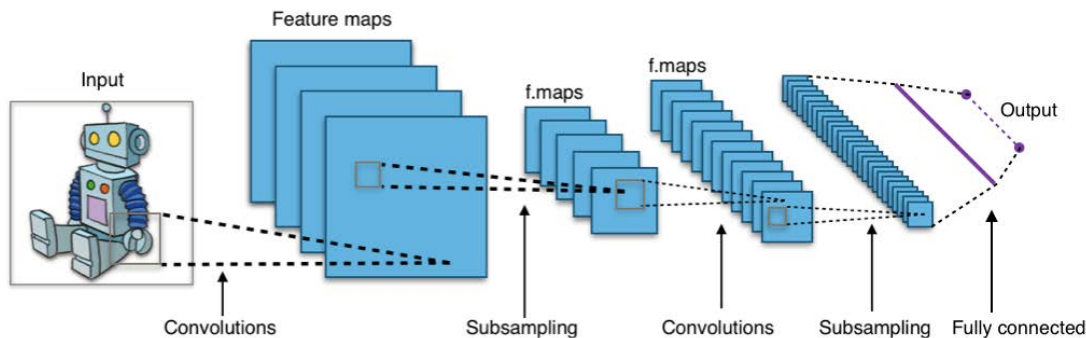 Feature maps
Input
f.maps
f.maps
Output
Convolutions
Subsampling
Convolutions
Subsampling
Fully connected